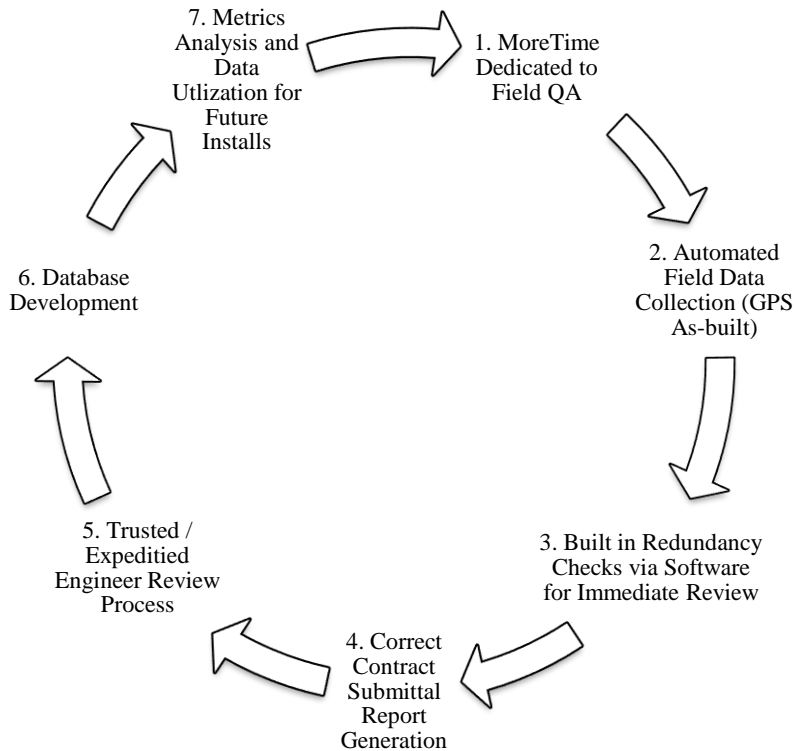 1. MoreTime
Dedicated to
Field QA
2. Automated
Field Data
Collection (GPS
As-built)
3. Built in Redundancy
Checks via Software
for Immediate Review
4. Correct
Contract
Submittal
Report
Generation
5. Trusted /
Expeditied
Engineer Review
Process
6. Database
Development
7. Metrics
Analysis and
Data
Utlization for
Future
Installs